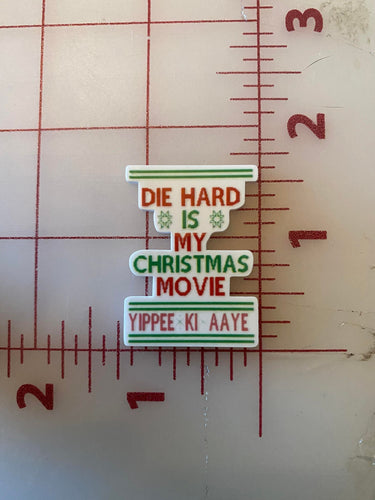 3
2
DIE HARD
IS
MY
1
CHRISTMAS
MOVIE
YIPPEE KI AAYE
2
1